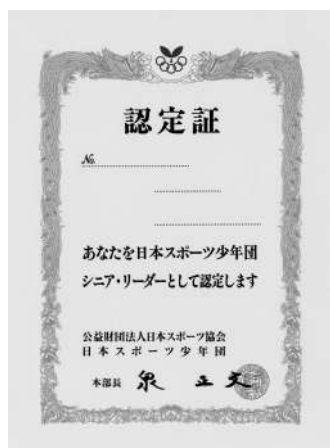 認定証
No.
あなたを日本スポーツ少年団
シニア・リーダーとして認定します
公益財団法人日本スポーツ協会
日本スポーツ少年団
本部長 泉 正文